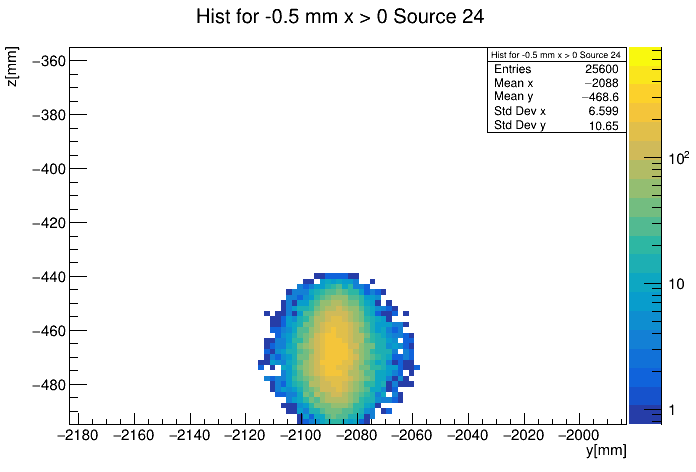 Hist for -0.5 mm x > 0 Source 24
z[mm]
Hist for -0.5 mm x > 0 Source 24
Entries 25600
Mean x −2088
Mean y −468.6
Std Dev x 6.599
Std Dev y 10.65
−360
−380
−400
−420
−440
−460
−480
10²
10
1
−2180 −2160 −2140 −2120 −2100 −2080 −2060 −2040 −2020 −2000
y[mm]